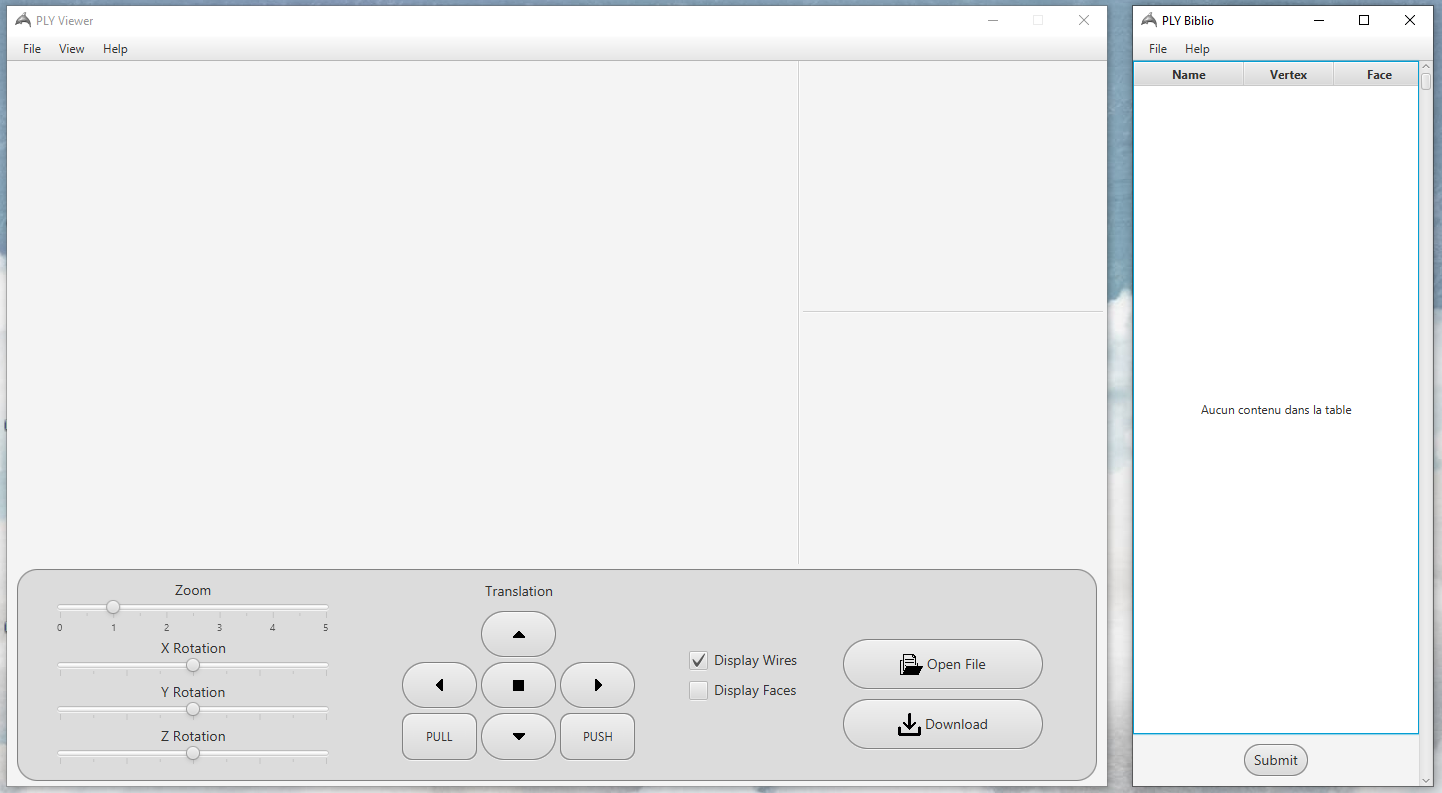 PLY Viewer
File View Help
Zoom
0 1 2 3 4 5
X Rotation
Y Rotation
Z Rotation
Translation
PULL
PUSH
Display Wires
Display Faces
Open File
Download
PLY Biblio
File Help
Name Vertex Face
Aucun contenu dans la table
Submit